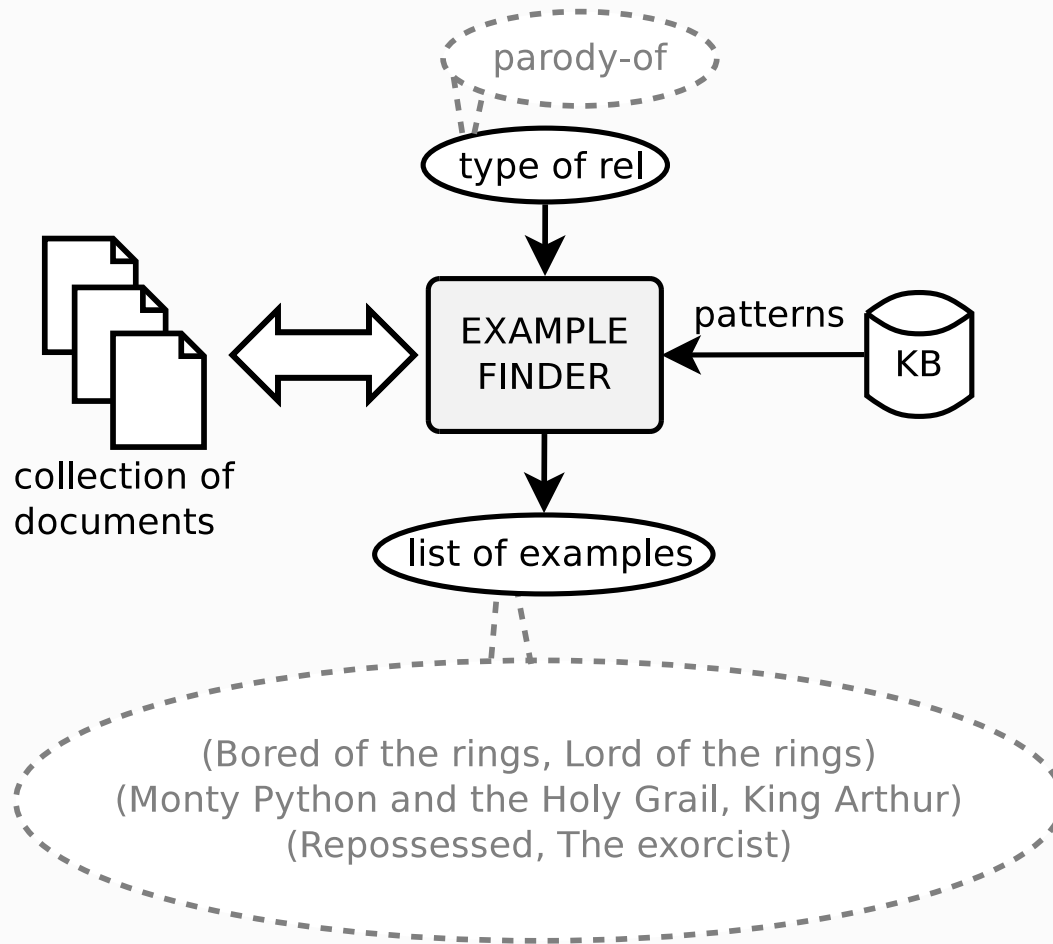 parody-of
type of rel
EXAMPLE
FINDER
patterns
KB
collection of
documents
list of examples
(Bored of the rings, Lord of the rings)
(Monty Python and the Holy Grail, King Arthur)
(Repossessed, The exorcist)